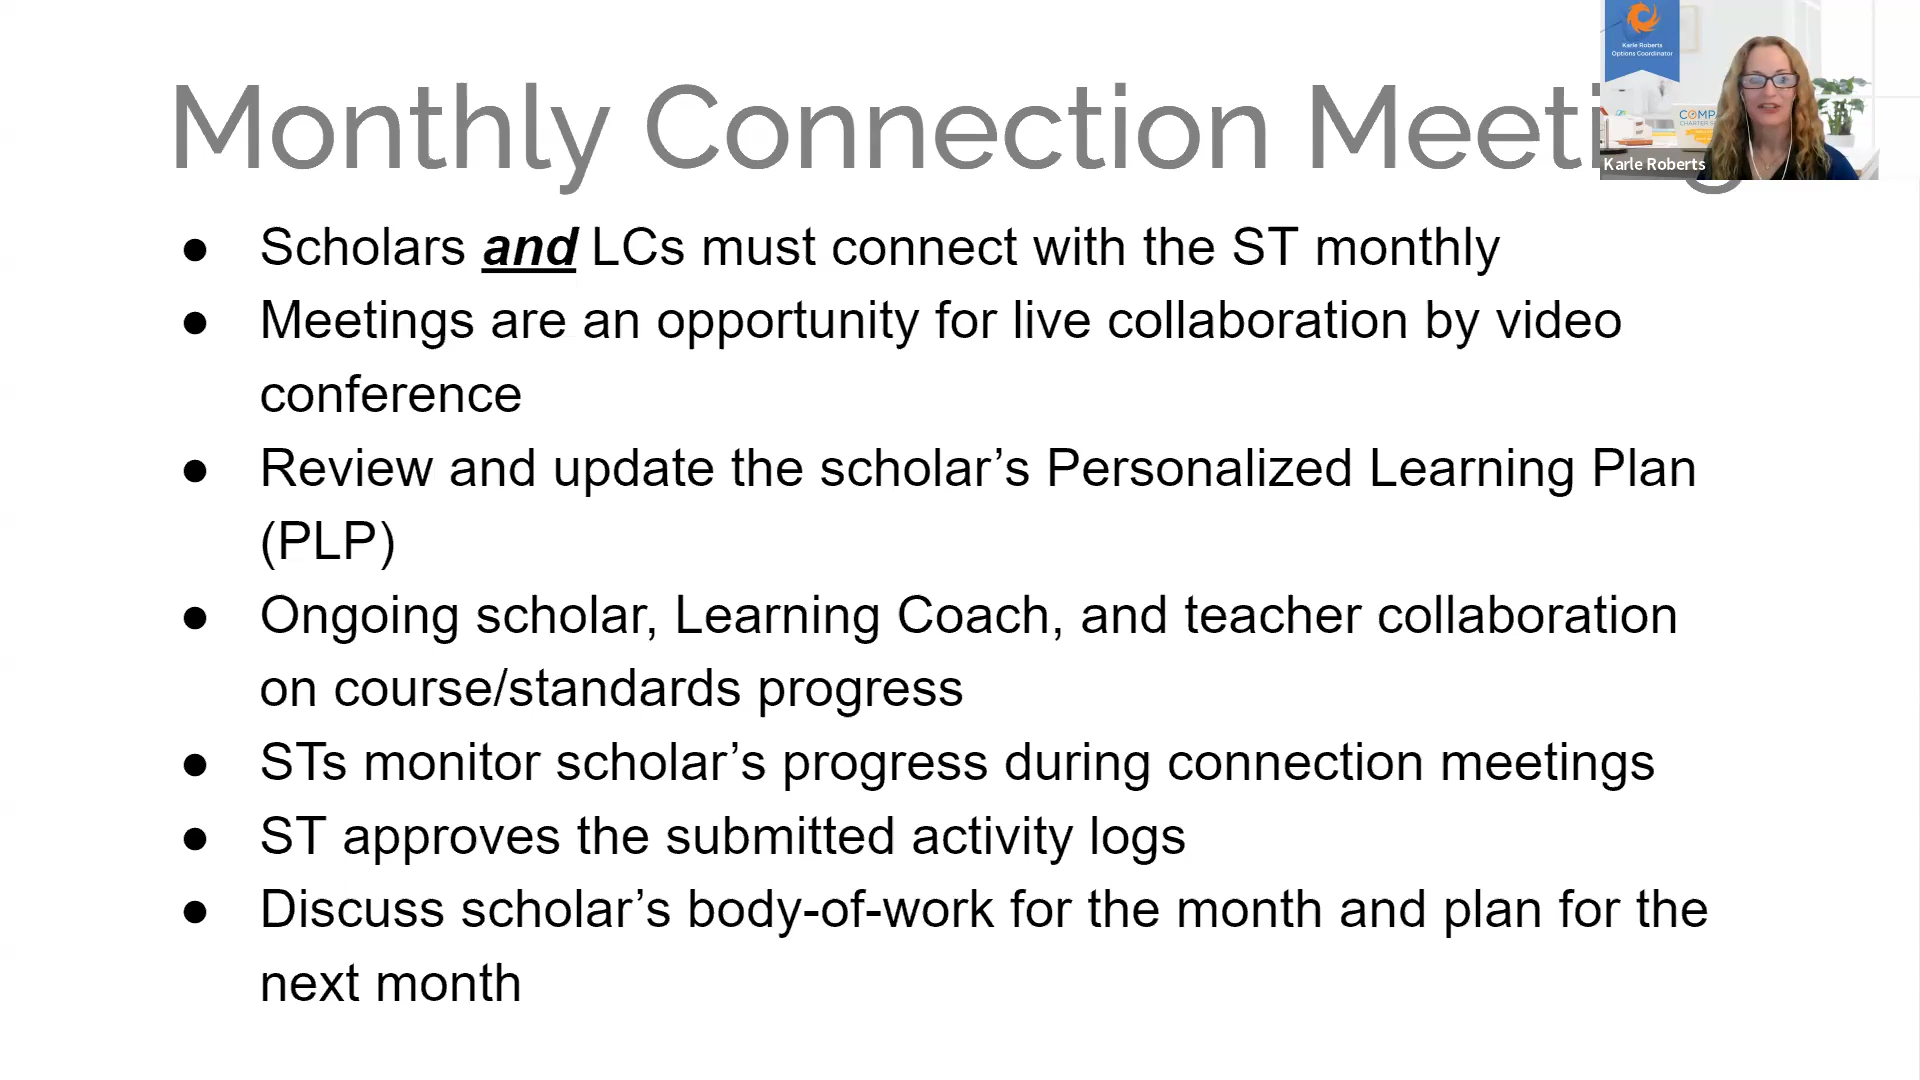 Monthly Connection Meeting
● Scholars and LCs must connect with the ST monthly
● Meetings are an opportunity for live collaboration by video
conference
● Review and update the scholar’s Personalized Learning Plan
(PLP)
● Ongoing scholar, Learning Coach, and teacher collaboration
on course/standards progress
● STs monitor scholar’s progress during connection meetings
● ST approves the submitted activity logs
● Discuss scholar’s body-of-work for the month and plan for the
next month
Karle Roberts
Options Coordinator
Karle Roberts